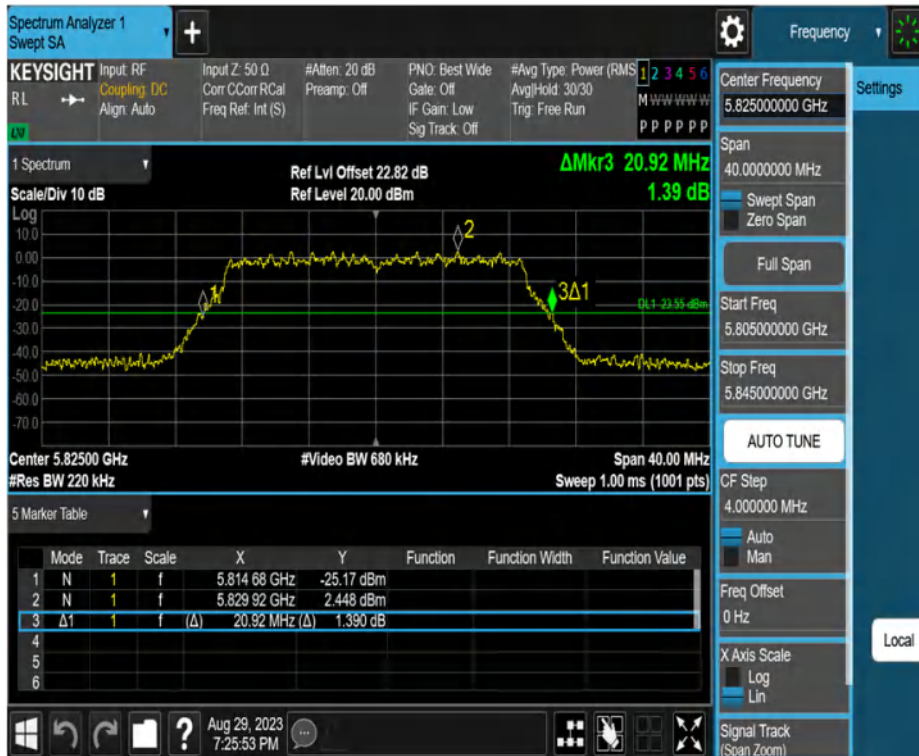 Spectrum Analyzer 1
Swept SA
Frequency
KEYSIGHT
RL
Input: RF
Coupling: DC
Align: Auto
Input Z: 50 Ω
Corr CCorr RCal
Freq Ref: Int (S)
#Atten: 20 dB
Preamp: Off
PNO: Best Wide
Gate: Off
IF Gain: Low
Sig Track: Off
#Avg Type: Power (RMS
Avg|Hold: 30/30
Trig: Free Run
1 2 3 4 5 6
M W W W W W
P P P P P P
1 Spectrum
Scale/Div 10 dB
Ref Lvl Offset 22.82 dB
Ref Level 20.00 dBm
ΔMkr3 20.92 MHz
1.39 dB
Log
10.0
0.00
-10.0
-20.0
-30.0
-40.0
-50.0
-60.0
-70.0
1
2
3Δ1
DL1 -23.55 dBm
Center 5.82500 GHz
#Video BW 680 kHz
Span 40.00 MHz
#Res BW 220 kHz
Sweep 1.00 ms (1001 pts)
5 Marker Table
Mode Trace Scale X Y Function Function Width Function Value
1 N 1 f 5.814 68 GHz -25.17 dBm
2 N 1 f 5.829 92 GHz 2.448 dBm
3 Δ1 1 f (Δ) 20.92 MHz (Δ) 1.390 dB
4
5
6
Aug 29, 2023
7:25:53 PM
Center Frequency
5.825000000 GHz
Settings
Span
40.0000000 MHz
Swept Span
Zero Span
Full Span
Start Freq
5.805000000 GHz
Stop Freq
5.845000000 GHz
AUTO TUNE
CF Step
4.000000 MHz
Auto
Man
Freq Offset
0 Hz
X Axis Scale
Log
Lin
Signal Track
(Span Zoom)
Local